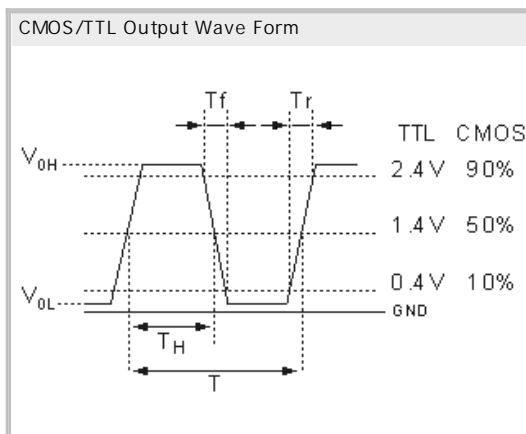 CMOS/TTL Output Wave Form
Tf Tr
TTL CMOS
V0H 2.4V 90%
1.4V 50%
0.4V 10%
V0L GND
TH
T